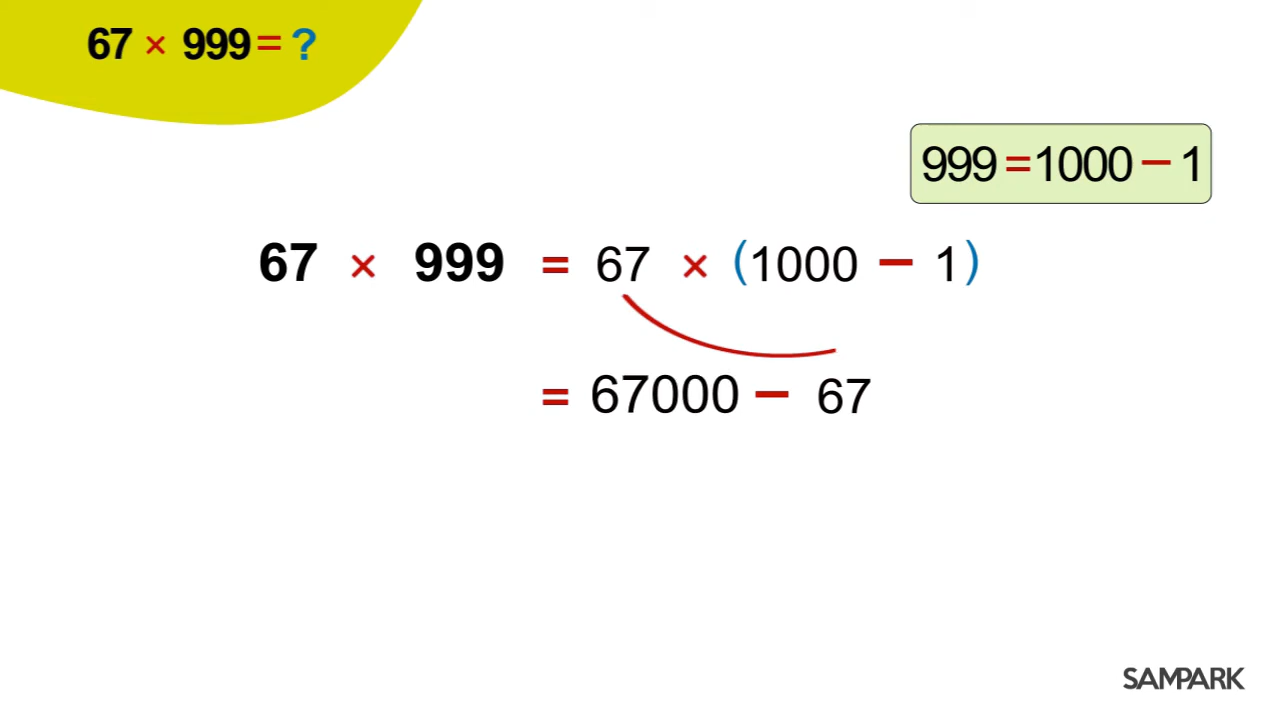 67 × 999 = ?
999 = 1000 − 1
67 × 999 = 67 × (1000 − 1)
= 67000 − 67
SAMPARK